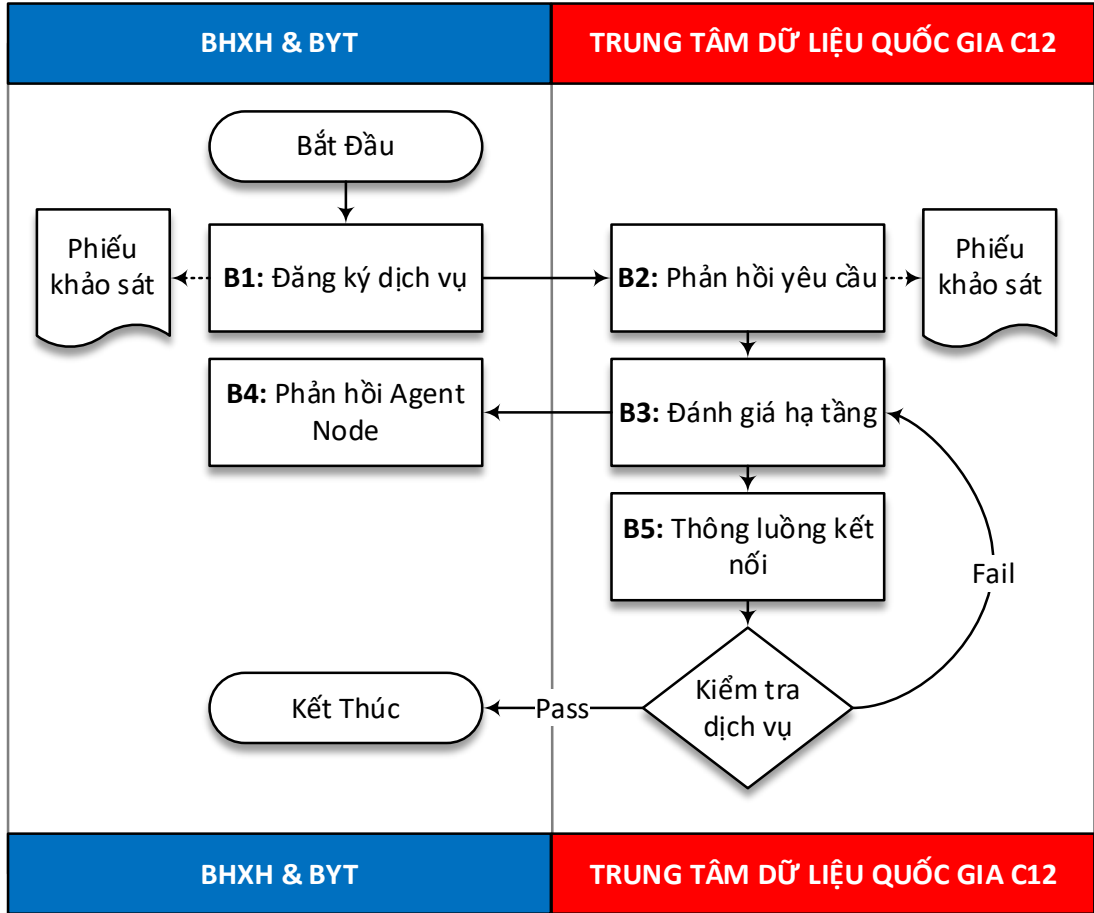 BHXH & BYT
TRUNG TÂM DỮ LIỆU QUỐC GIA C12
Bắt Đầu
Phiếu
khảo sát
B1: Đăng ký dịch vụ
B2: Phản hồi yêu cầu
Phiếu
khảo sát
B4: Phản hồi Agent
Node
B3: Đánh giá hạ tầng
B5: Thông luồng kết
nối
Fail
Kết Thúc
Pass
Kiểm tra
dịch vụ
BHXH & BYT
TRUNG TÂM DỮ LIỆU QUỐC GIA C12